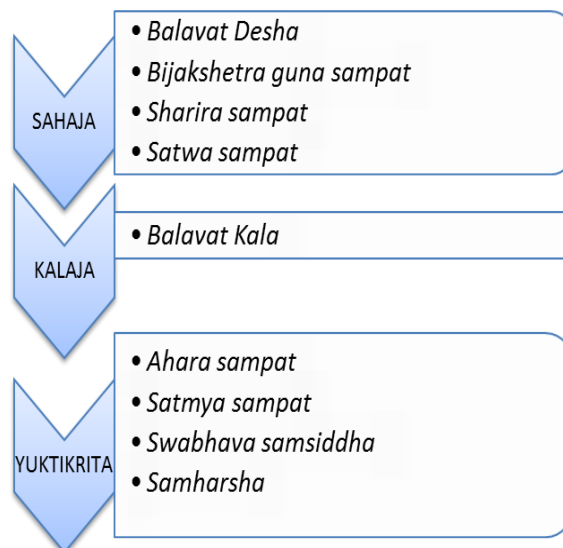 SAHAJA
• Balavat Desha
• Bijakshetra guna sampat
• Sharira sampat
• Satwa sampat
KALAJA
• Balavat Kala
YUKTIKRITA
• Ahara sampat
• Satmya sampat
• Swabhava samsiddha
• Samharsha